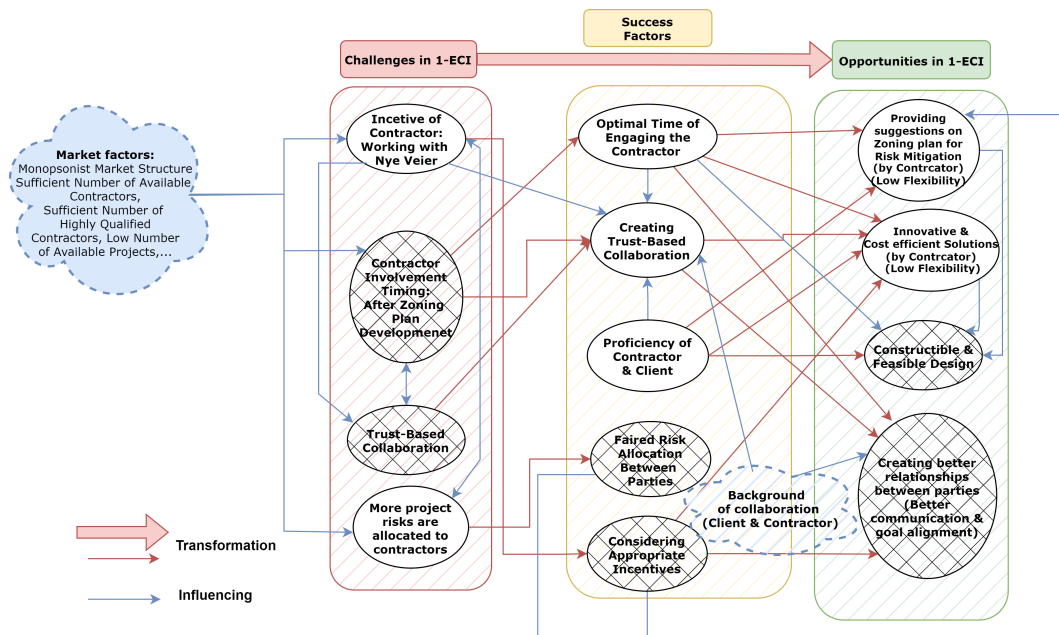 Success
Factors
Challenges in 1-ECI
Opportunities in 1-ECI
Market factors:
Monopsonist Market Structure
Sufficient Number of Available
Contractors,
Sufficient Number of
Highly Qualified
Contractors, Low Number
of Available Projects,...
Incetive of
Contractor:
Working with
Nye Veier
Contractor
Involvement
Timing:
After Zoning
Plan
Developmenet
Trust-Based
Collaboration
More project
risks are
allocated to
contractors
Optimal Time of
Engaging the
Contractor
Creating
Trust-Based
Collaboration
Proficiency of
Contractor
& Client
Faired Risk
Allocation
Between
Parties
Considering
Appropriate
Incentives
Background
of collaboration
(Client & Contractor)
Providing
suggestions on
Zoning plan for
Risk Mitigation
(by Contrcator)
(Low Flexibility)
Innovative &
Cost efficient Solutions
(by Contrcator)
(Low Flexibility)
Constructible &
Feasible Design
Creating better
relationships
between parties
(Better
communication &
goal alignment)
Transformation
Influencing